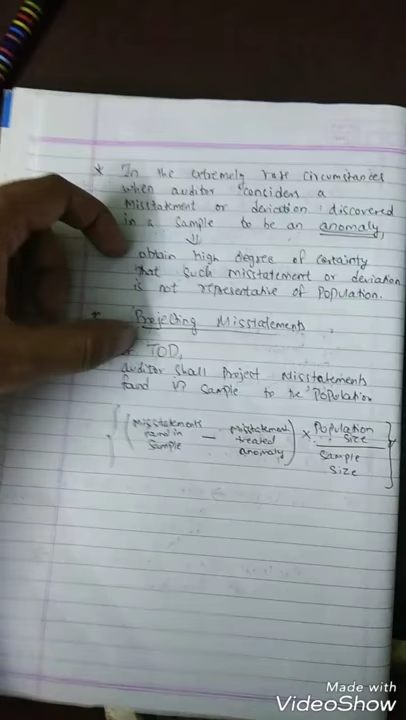 * In the extremely rare circumstances
when auditor considers a
Misstatement or deviation discovered
in a sample to be an anomaly,
⇓
obtain high degree of certainty
that such misstatement or deviation
is not representative of Population.
* Projecting Misstatements
TOD,
auditor shall Project Misstatements
found in sample to the Population
{(Misstatements found in Sample − Misstatement treated anomaly) × Population Size / Sample Size}
Made with
VideoShow